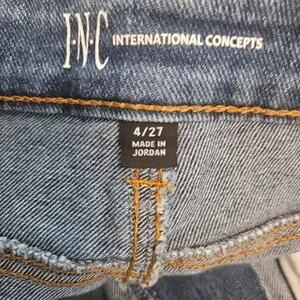 I·N·C INTERNATIONAL CONCEPTS
4/27
MADE IN
JORDAN